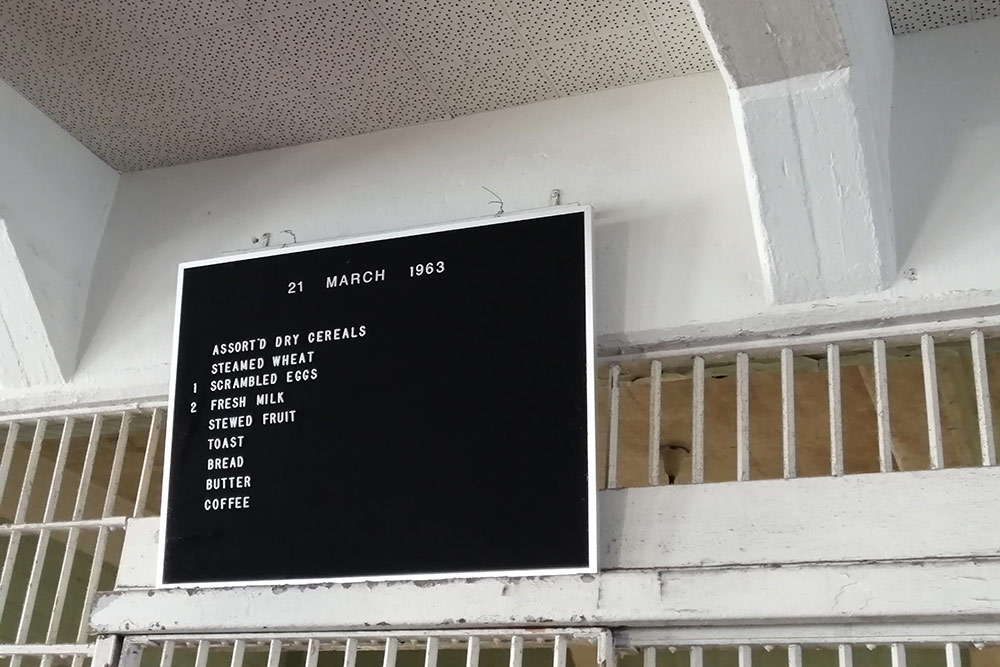 21 MARCH 1963
ASSORT'D DRY CEREALS
STEAMED WHEAT
1 SCRAMBLED EGGS
2 FRESH MILK
STEWED FRUIT
TOAST
BREAD
BUTTER
COFFEE